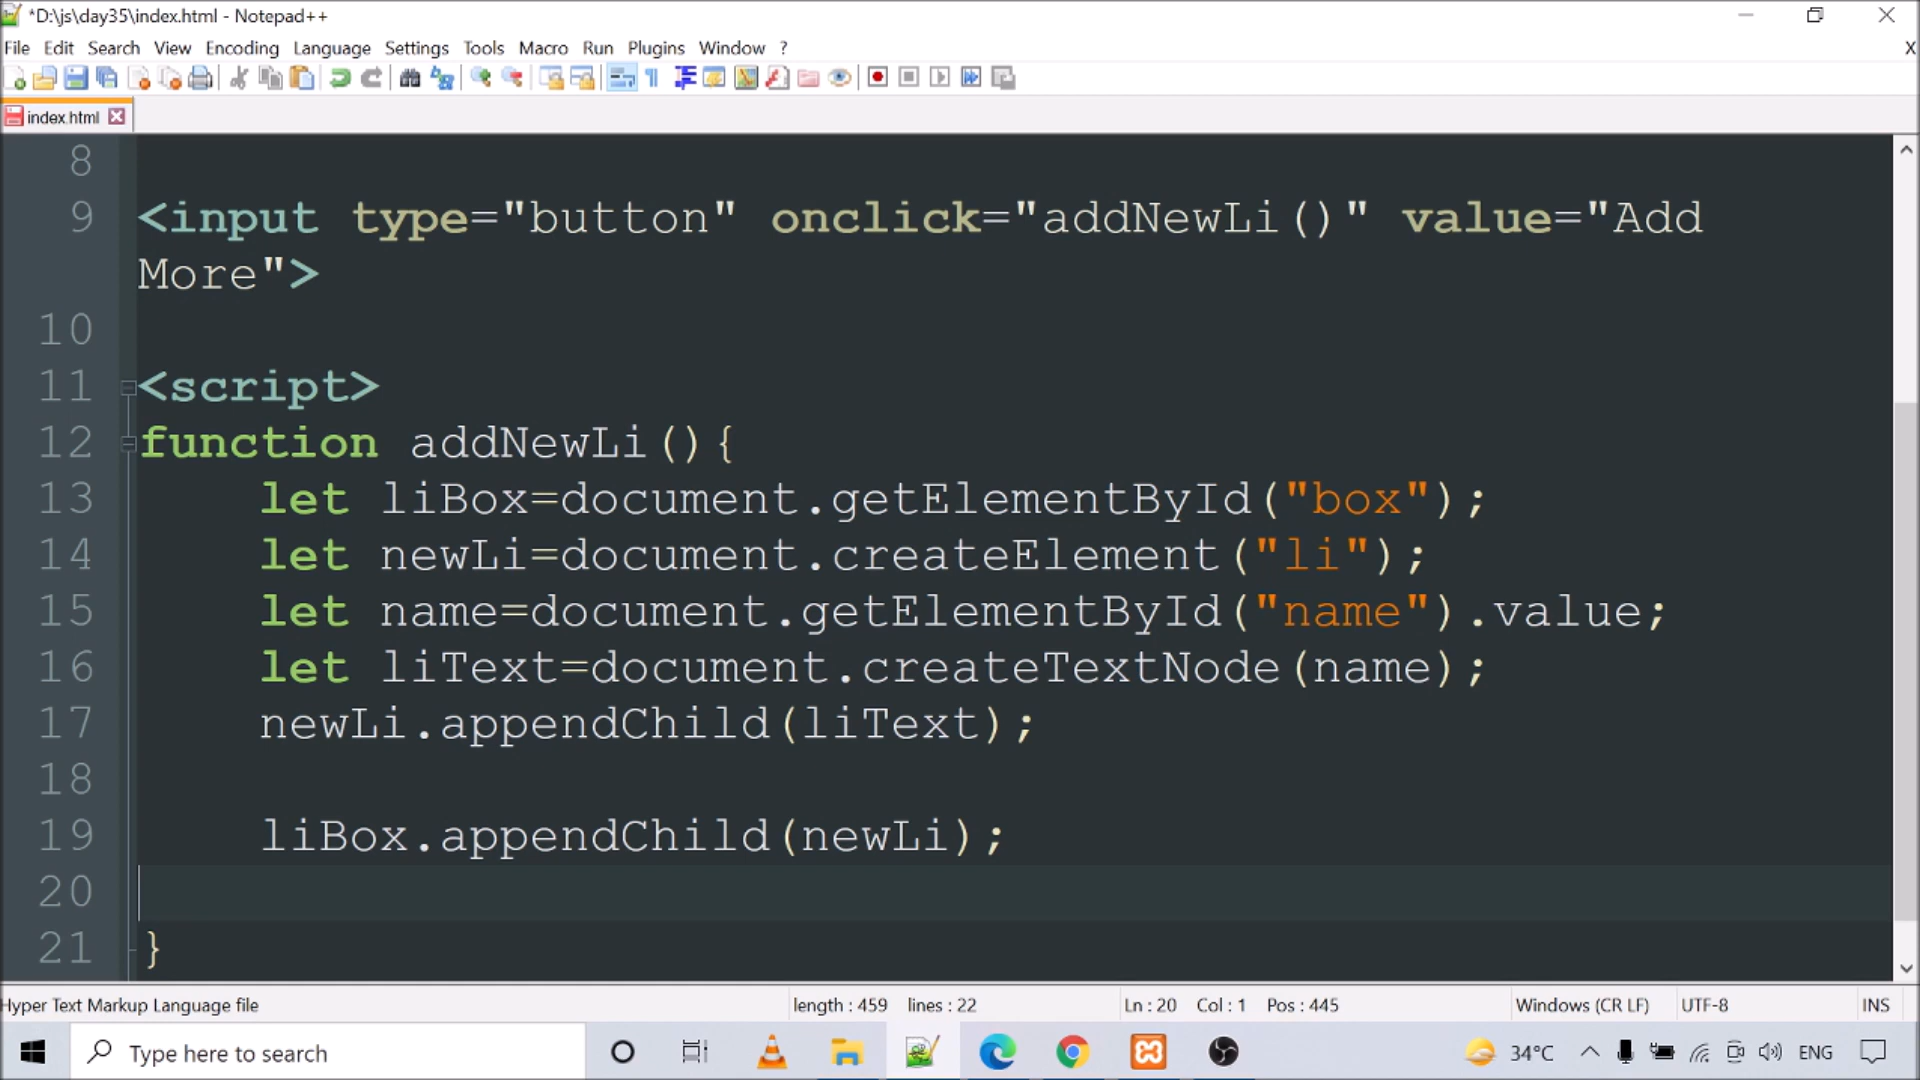 *D:\js\day35\index.html - Notepad++
File Edit Search View Encoding Language Settings Tools Macro Run Plugins Window ?
X
index.html
8
9 <input type="button" onclick="addNewLi()" value="Add
More">
10
11 <script>
12 function addNewLi(){
13 let liBox=document.getElementById("box");
14 let newLi=document.createElement("li");
15 let name=document.getElementById("name").value;
16 let liText=document.createTextNode(name);
17 newLi.appendChild(liText);
18
19 liBox.appendChild(newLi);
20
21 }
Hyper Text Markup Language file length : 459 lines : 22 Ln : 20 Col : 1 Pos : 445 Windows (CR LF) UTF-8 INS
Type here to search 34°C ENG